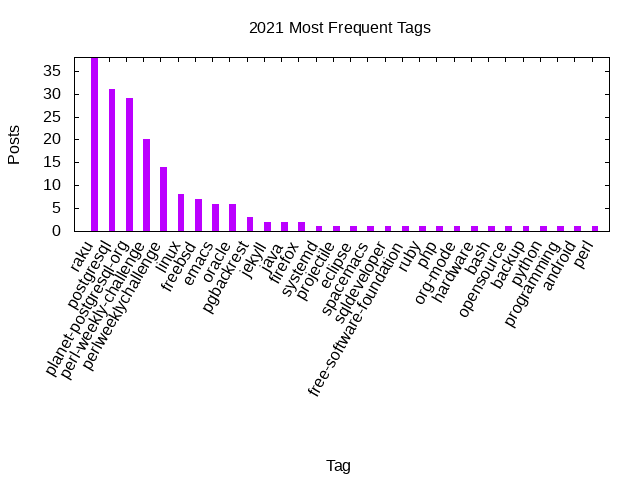 2021 Most Frequent Tags
Posts
35
30
25
20
15
10
5
0
raku
postgresql
planet-postgresql-org
perl-weekly-challenge
perlweeklychallenge
linux
freebsd
emacs
oracle
pgbackrest
jekyll
java
firefox
systemd
projectile
eclipse
spacemacs
sqldeveloper
free-software-foundation
ruby
php
org-mode
hardware
bash
opensource
backup
python
programming
android
perl
Tag